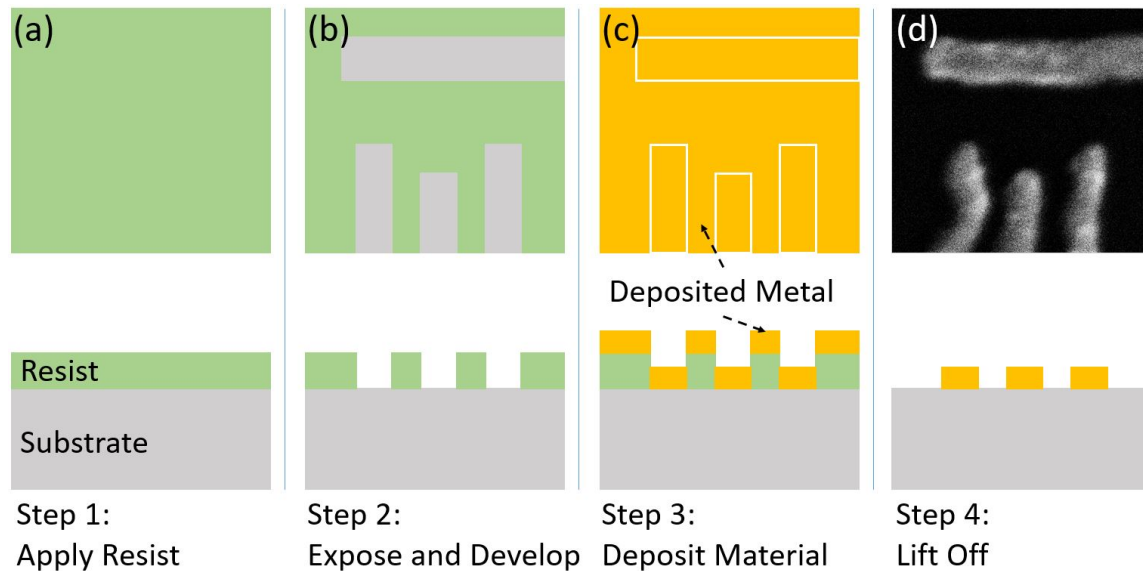 (a)
(b)
(c)
(d)
Deposited Metal
Resist
Substrate
Step 1:
Apply Resist
Step 2:
Expose and Develop
Step 3:
Deposit Material
Step 4:
Lift Off